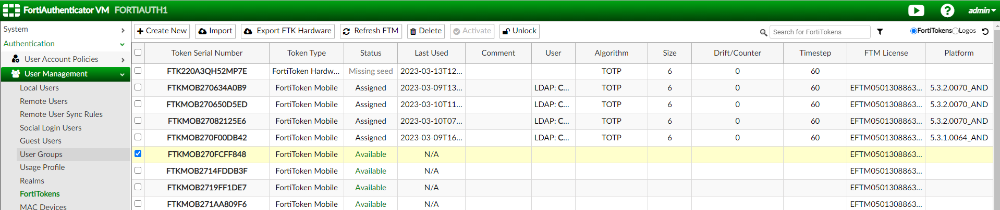 FortiAuthenticator VM FORTIAUTH1
admin
System
Authentication
User Account Policies
User Management
Local Users
Remote Users
Remote User Sync Rules
Social Login Users
Guest Users
User Groups
Usage Profile
Realms
FortiTokens
MAC Devices
Create New Import Export FTK Hardware Refresh FTM Delete Activate Unlock Search for FortiTokens FortiTokens Logos
Token Serial Number Token Type Status Last Used Comment User Algorithm Size Drift/Counter Timestep FTM License Platform
FTK220A3QH52MP7E FortiToken Hardw... Missing seed 2023-03-13T12... TOTP 6 0 60
FTKMOB270634A0B9 FortiToken Mobile Assigned 2023-03-09T13... LDAP: C... TOTP 6 0 60 EFTM0501308863... 5.3.2.0070_AND
FTKMOB270650D5ED FortiToken Mobile Assigned 2023-03-10T11... LDAP: C... TOTP 6 0 60 EFTM0501308863... 5.3.2.0070_AND
FTKMOB27082125E6 FortiToken Mobile Assigned 2023-03-10T07... LDAP: C... TOTP 6 0 60 EFTM0501308863... 5.3.2.0070_AND
FTKMOB270F00DB42 FortiToken Mobile Assigned 2023-03-09T16... LDAP: C... TOTP 6 0 60 EFTM0501308863... 5.3.1.0064_AND
FTKMOB270FCFF848 FortiToken Mobile Available N/A EFTM0501308863...
FTKMOB2714FDDB3F FortiToken Mobile Available N/A EFTM0501308863...
FTKMOB2719FF1DE7 FortiToken Mobile Available N/A EFTM0501308863...
FTKMOB271AA809F6 FortiToken Mobile Available N/A EFTM0501308863...